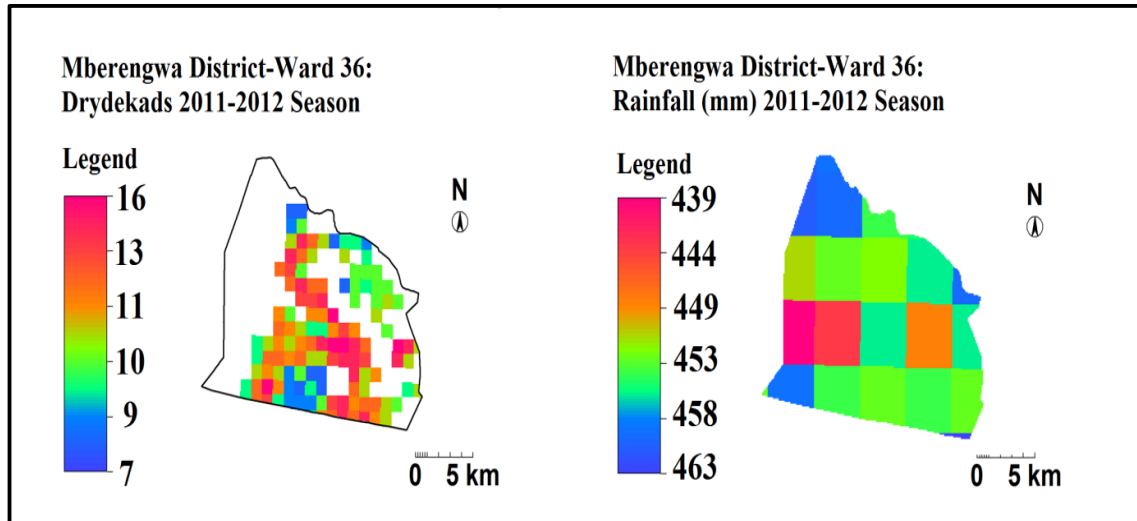 Mberengwa District-Ward 36:
Drydekads 2011-2012 Season
Legend
16
13
11
10
9
7
N
0 5 km
Mberengwa District-Ward 36:
Rainfall (mm) 2011-2012 Season
Legend
439
444
449
453
458
463
N
0 5 km